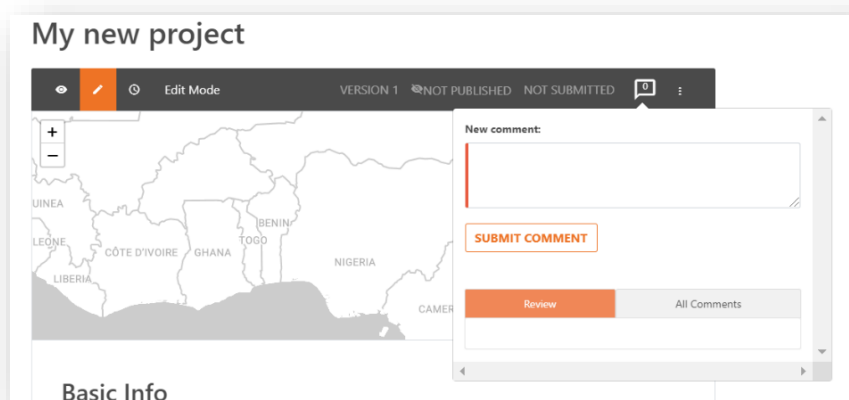 My new project
Edit Mode VERSION 1 NOT PUBLISHED NOT SUBMITTED 0
New comment:
+
−
UINEA
LEONE
LIBERIA
CÔTE D'IVOIRE
GHANA
TOGO
BENIN
NIGERIA
CAMER
SUBMIT COMMENT
Review All Comments
Basic Info